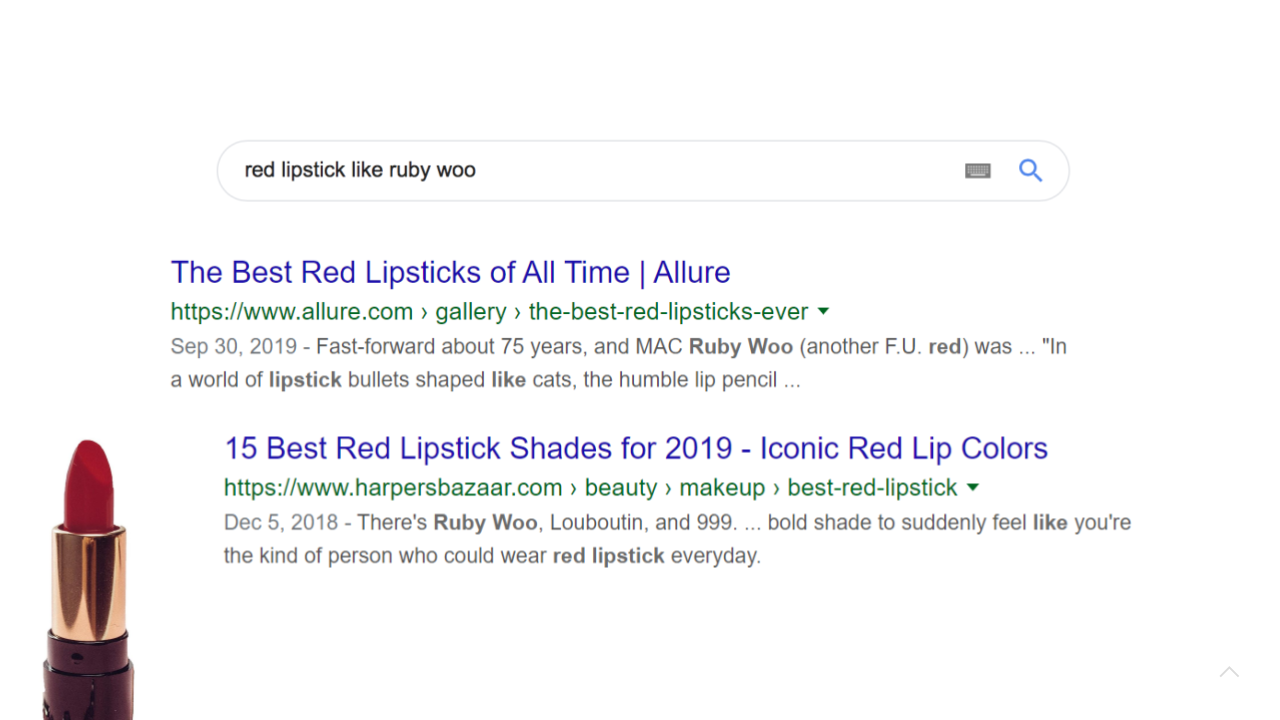 red lipstick like ruby woo
The Best Red Lipsticks of All Time | Allure
https://www.allure.com › gallery › the-best-red-lipsticks-ever
Sep 30, 2019 - Fast-forward about 75 years, and MAC Ruby Woo (another F.U. red) was ... "In
a world of lipstick bullets shaped like cats, the humble lip pencil ...
15 Best Red Lipstick Shades for 2019 - Iconic Red Lip Colors
https://www.harpersbazaar.com › beauty › makeup › best-red-lipstick
Dec 5, 2018 - There's Ruby Woo, Louboutin, and 999. ... bold shade to suddenly feel like you're
the kind of person who could wear red lipstick everyday.